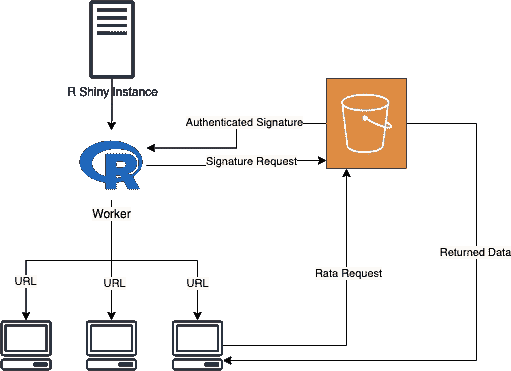 R Shiny Instance
Authenticated Signature
R
Signature Request
Worker
Returned Data
Rata Request
URL
URL
URL